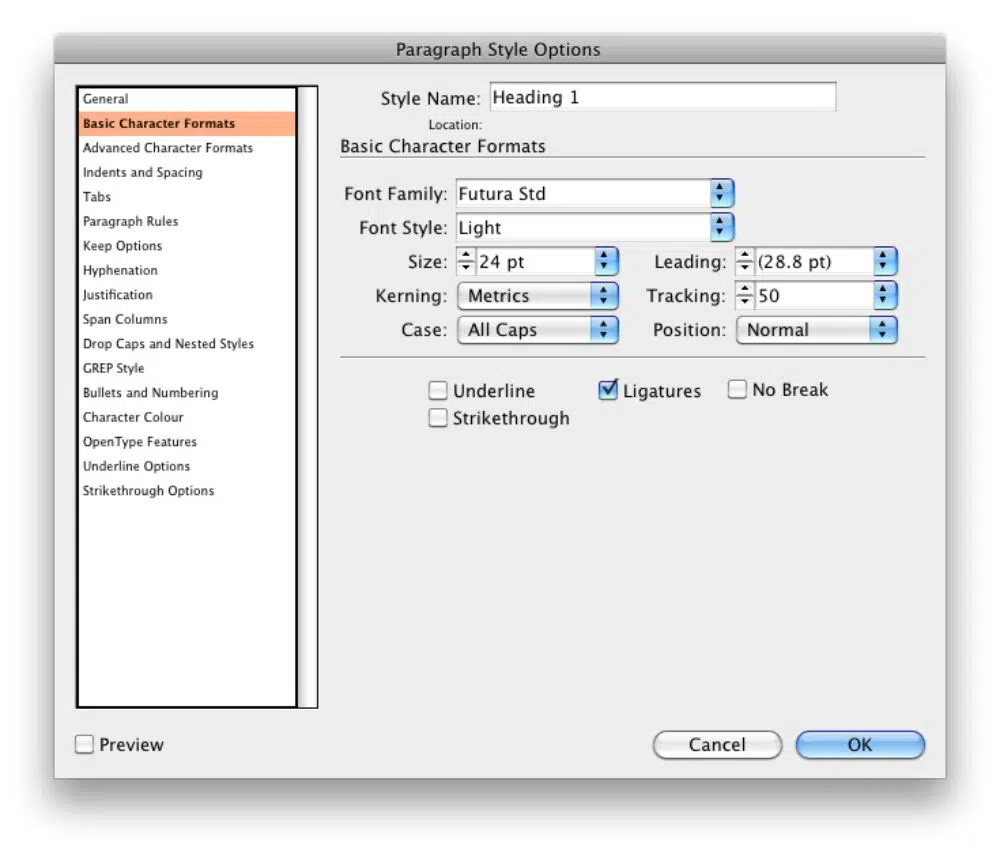 Paragraph Style Options
General
Basic Character Formats
Advanced Character Formats
Indents and Spacing
Tabs
Paragraph Rules
Keep Options
Hyphenation
Justification
Span Columns
Drop Caps and Nested Styles
GREP Style
Bullets and Numbering
Character Colour
OpenType Features
Underline Options
Strikethrough Options
Style Name: Heading 1
Location:
Basic Character Formats
Font Family: Futura Std
Font Style: Light
Size: 24 pt Leading: (28.8 pt)
Kerning: Metrics Tracking: 50
Case: All Caps Position: Normal
Underline Ligatures No Break
Strikethrough
Preview Cancel OK